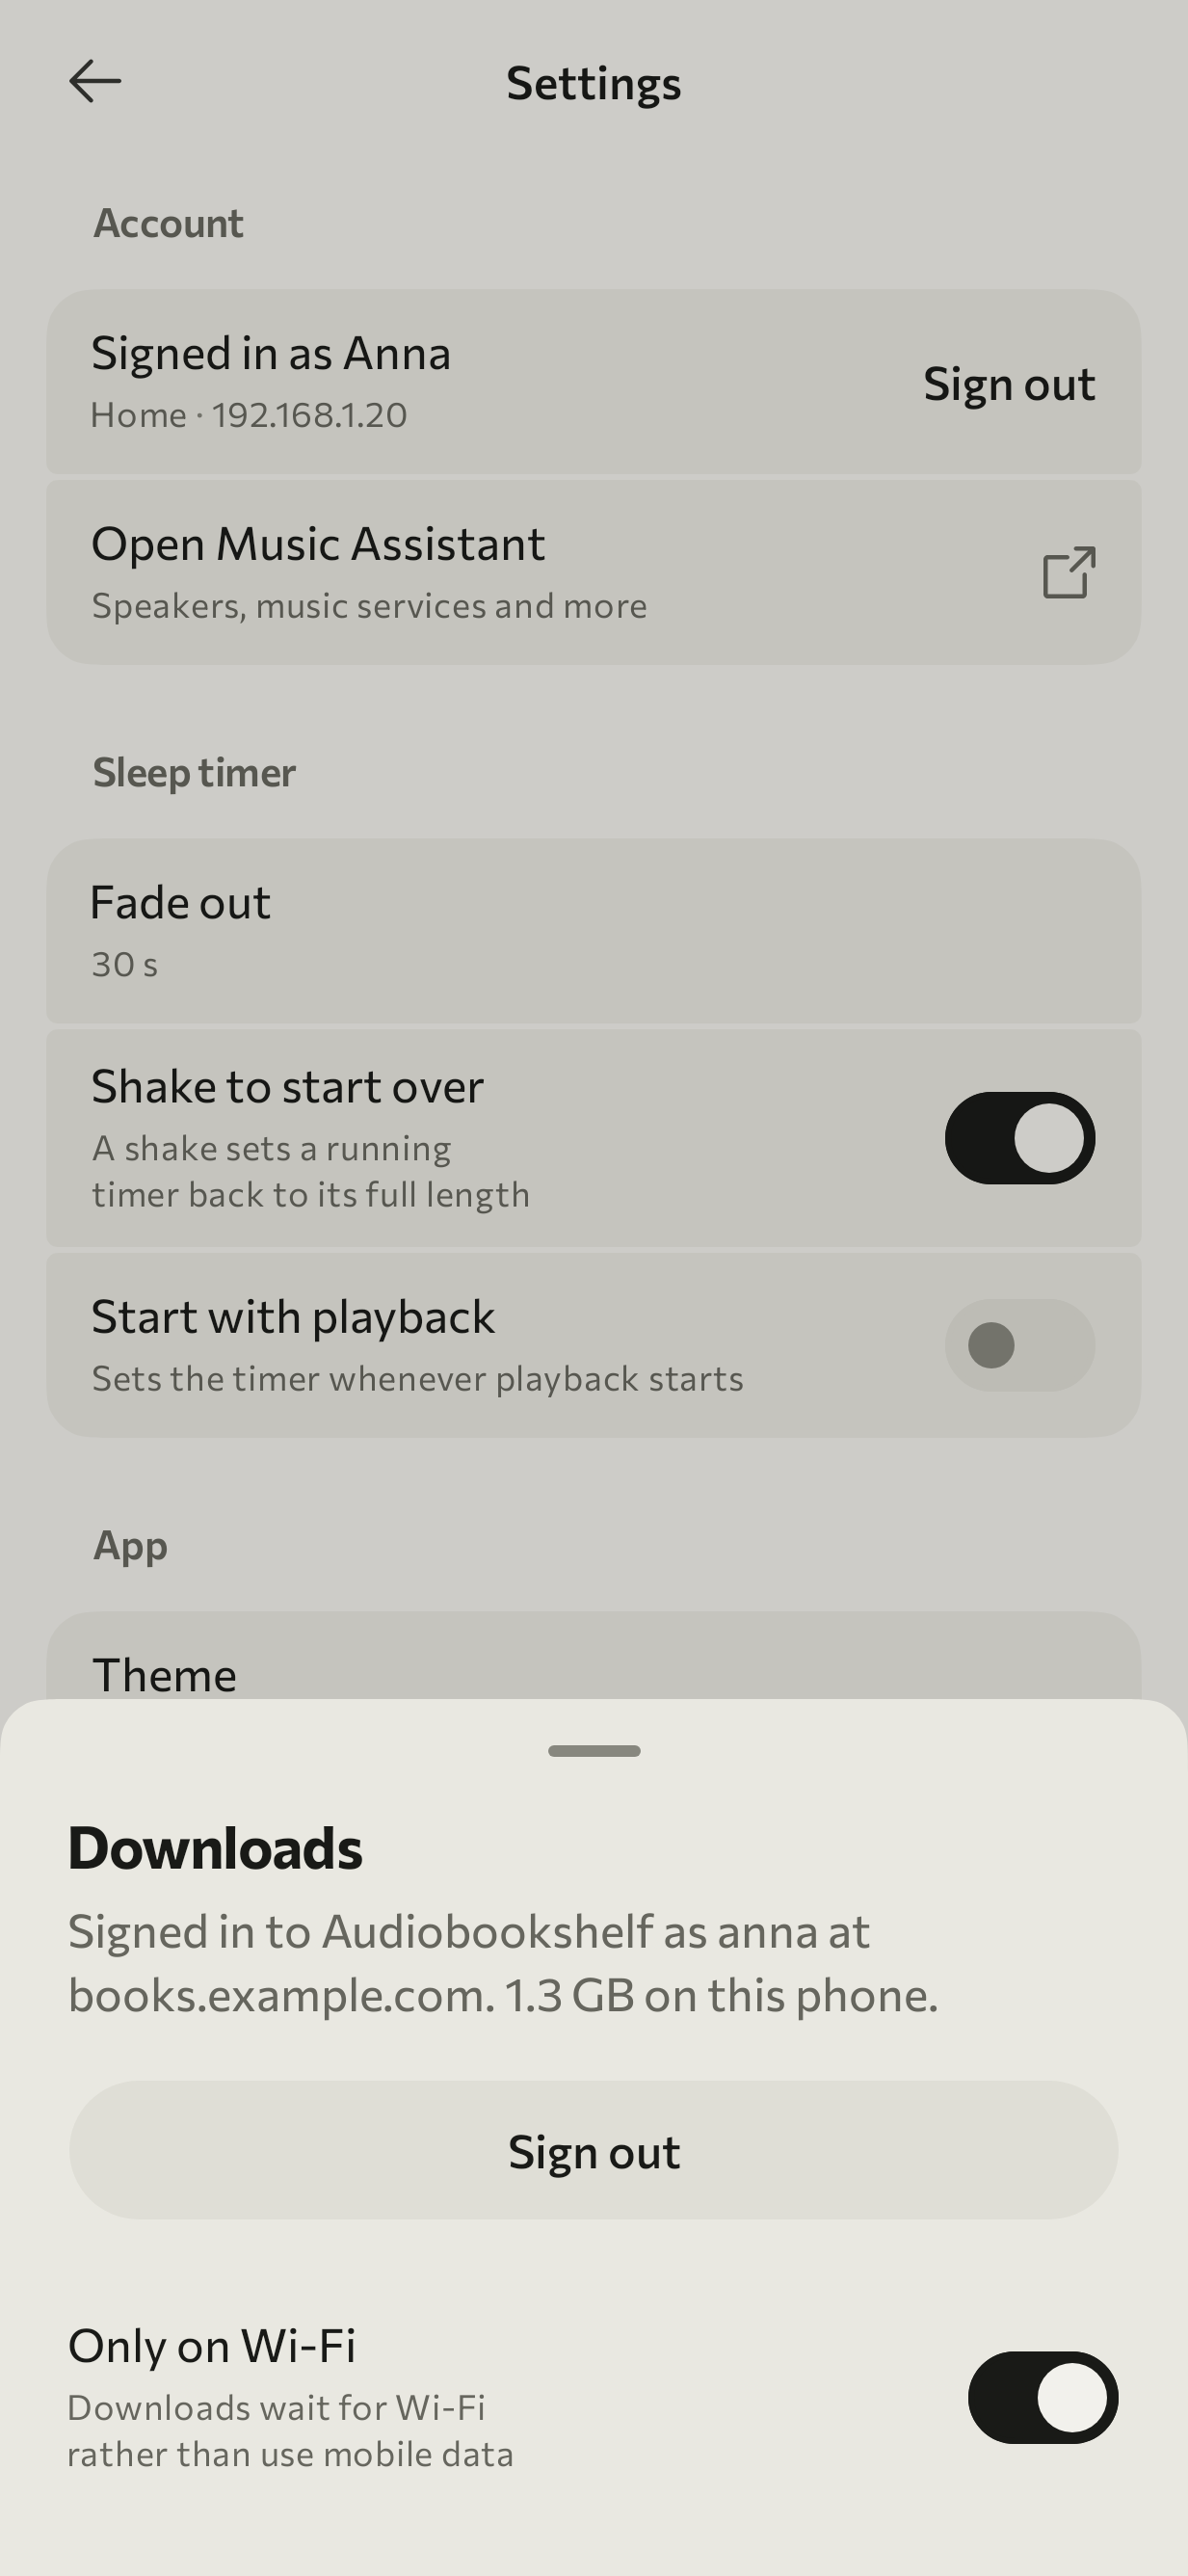 Settings
Account
Signed in as Anna
Home · 192.168.1.20
Sign out
Open Music Assistant
Speakers, music services and more
Sleep timer
Fade out
30 s
Shake to start over
A shake sets a running
timer back to its full length
Start with playback
Sets the timer whenever playback starts
App
Theme
Downloads
Signed in to Audiobookshelf as anna at
books.example.com. 1.3 GB on this phone.
Sign out
Only on Wi-Fi
Downloads wait for Wi-Fi
rather than use mobile data